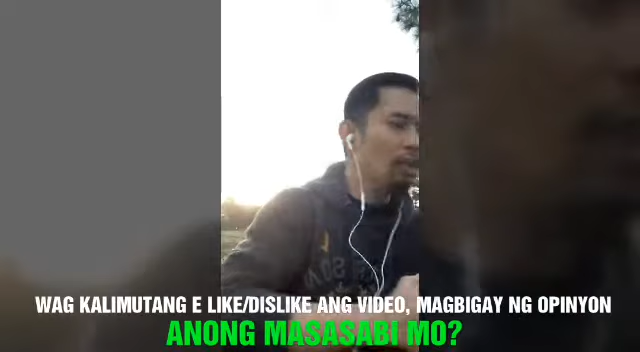 WAG KALIMUTANG E LIKE/DISLIKE ANG VIDEO, MAGBIGAY NG OPINYON
ANONG MASASABI MO?